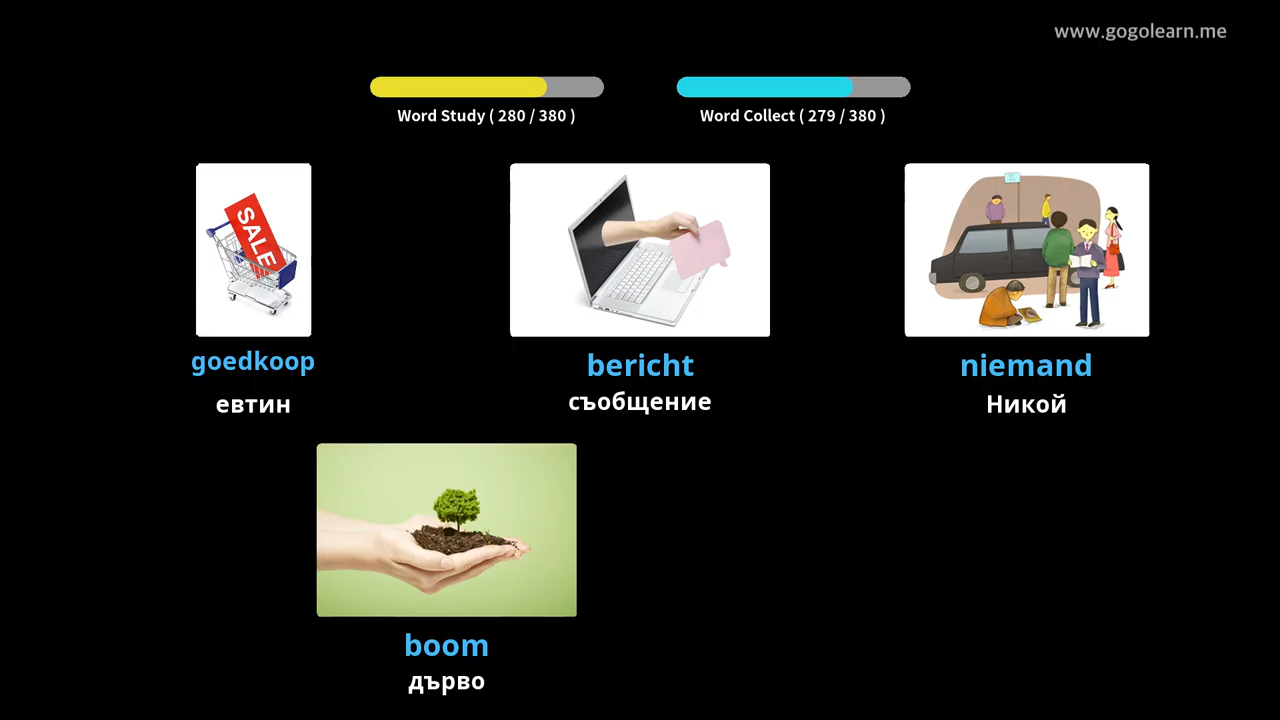 www.gogolearn.me
Word Study ( 280 / 380 )
Word Collect ( 279 / 380 )
SALE
goedkoop
bericht
niemand
евтин
съобщение
Никой
boom
дърво